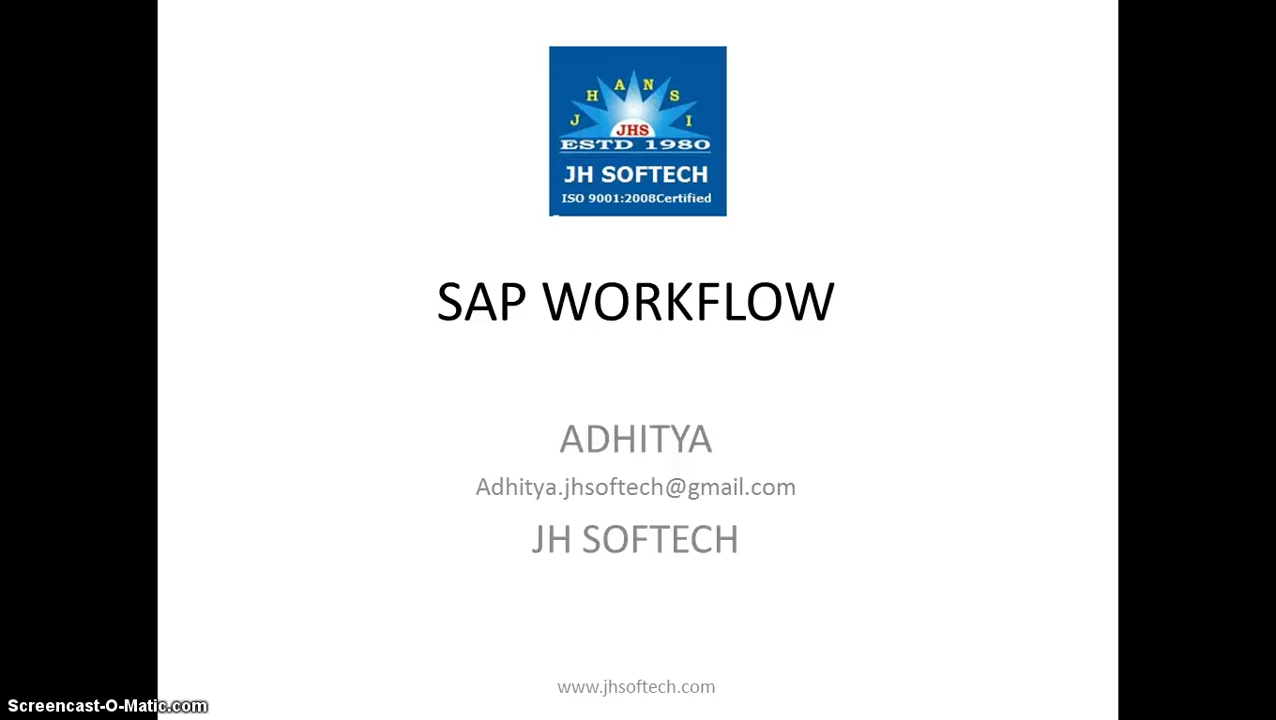 J H A N S I
JHS
ESTD 1980
JH SOFTECH
ISO 9001:2008Certified
SAP WORKFLOW
ADHITYA
Adhitya.jhsoftech@gmail.com
JH SOFTECH
www.jhsoftech.com
Screencast-O-Matic.com